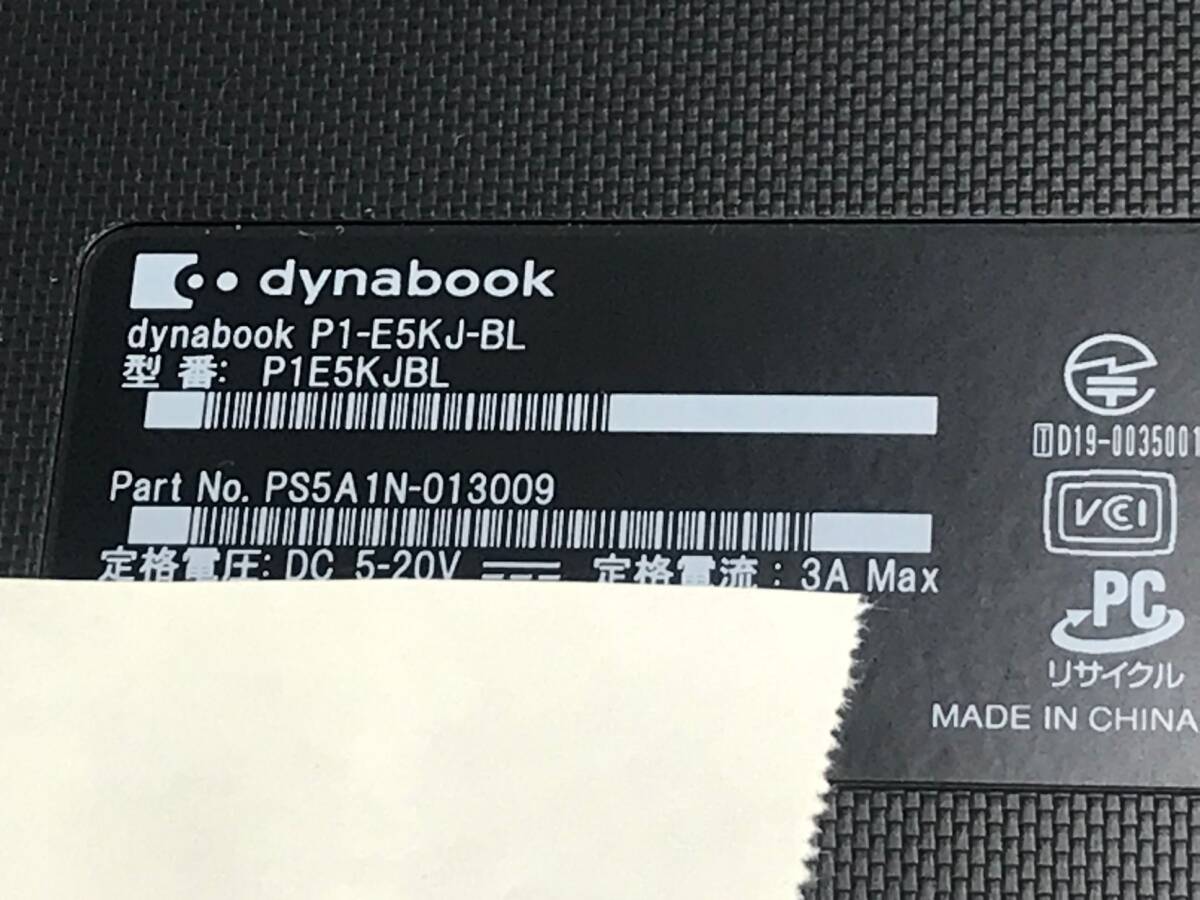 dynabook
dynabook P1-E5KJ-BL
型 番: P1E5KJBL
Part No. PS5A1N-013009
定格電圧: DC 5-20V 定格電流: 3A Max
T D19-0035001
VCCI
PC
リサイクル
MADE IN CHINA